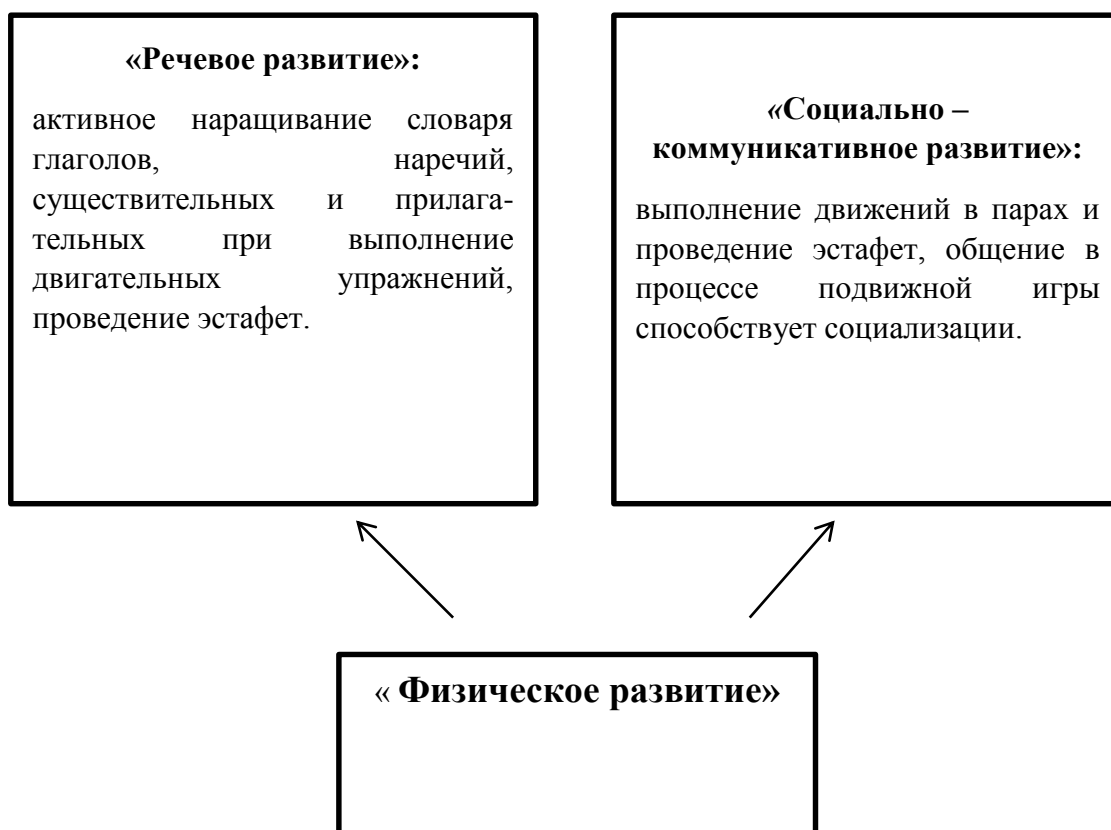 «Речевое развитие»:
активное наращивание словаря
глаголов, наречий,
существительных и прилага-
тельных при выполнение
двигательных упражнений,
проведение эстафет.
«Социально –
коммуникативное развитие»:
выполнение движений в парах и
проведение эстафет, общение в
процессе подвижной игры
способствует социализации.
« Физическое развитие»